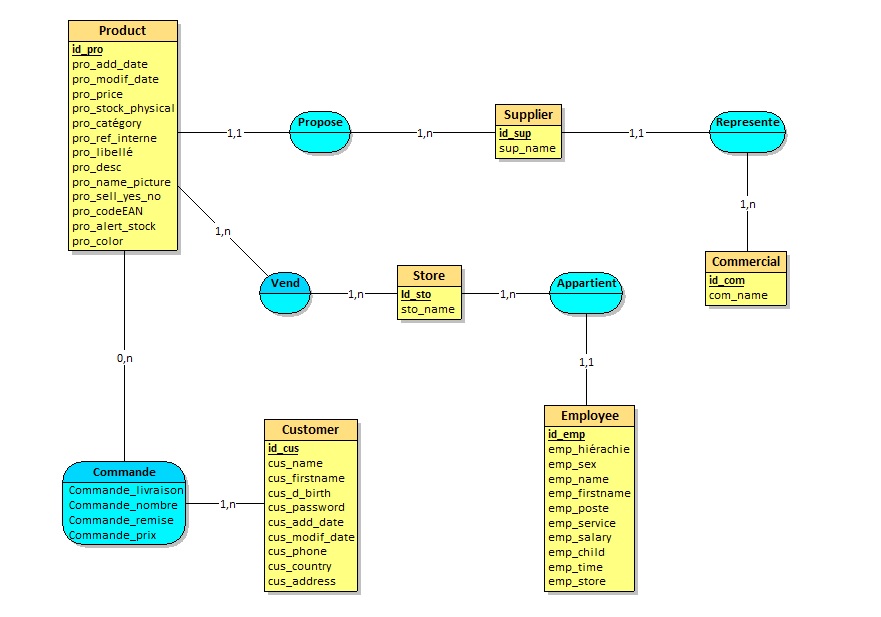 Product
id_pro
pro_add_date
pro_modif_date
pro_price
pro_stock_physical
pro_catégory
pro_ref_interne
pro_libellé
pro_desc
pro_name_picture
pro_sell_yes_no
pro_codeEAN
pro_alert_stock
pro_color
1,1
Propose
1,n
Supplier
id_sup
sup_name
1,1
Represente
1,n
Commercial
id_com
com_name
1,n
Vend
1,n
Store
Id_sto
sto_name
1,n
Appartient
1,1
Employee
id_emp
emp_hiérachie
emp_sex
emp_name
emp_firstname
emp_poste
emp_service
emp_salary
emp_child
emp_time
emp_store
0,n
Commande
Commande_livraison
Commande_nombre
Commande_remise
Commande_prix
1,n
Customer
id_cus
cus_name
cus_firstname
cus_d_birth
cus_password
cus_add_date
cus_modif_date
cus_phone
cus_country
cus_address